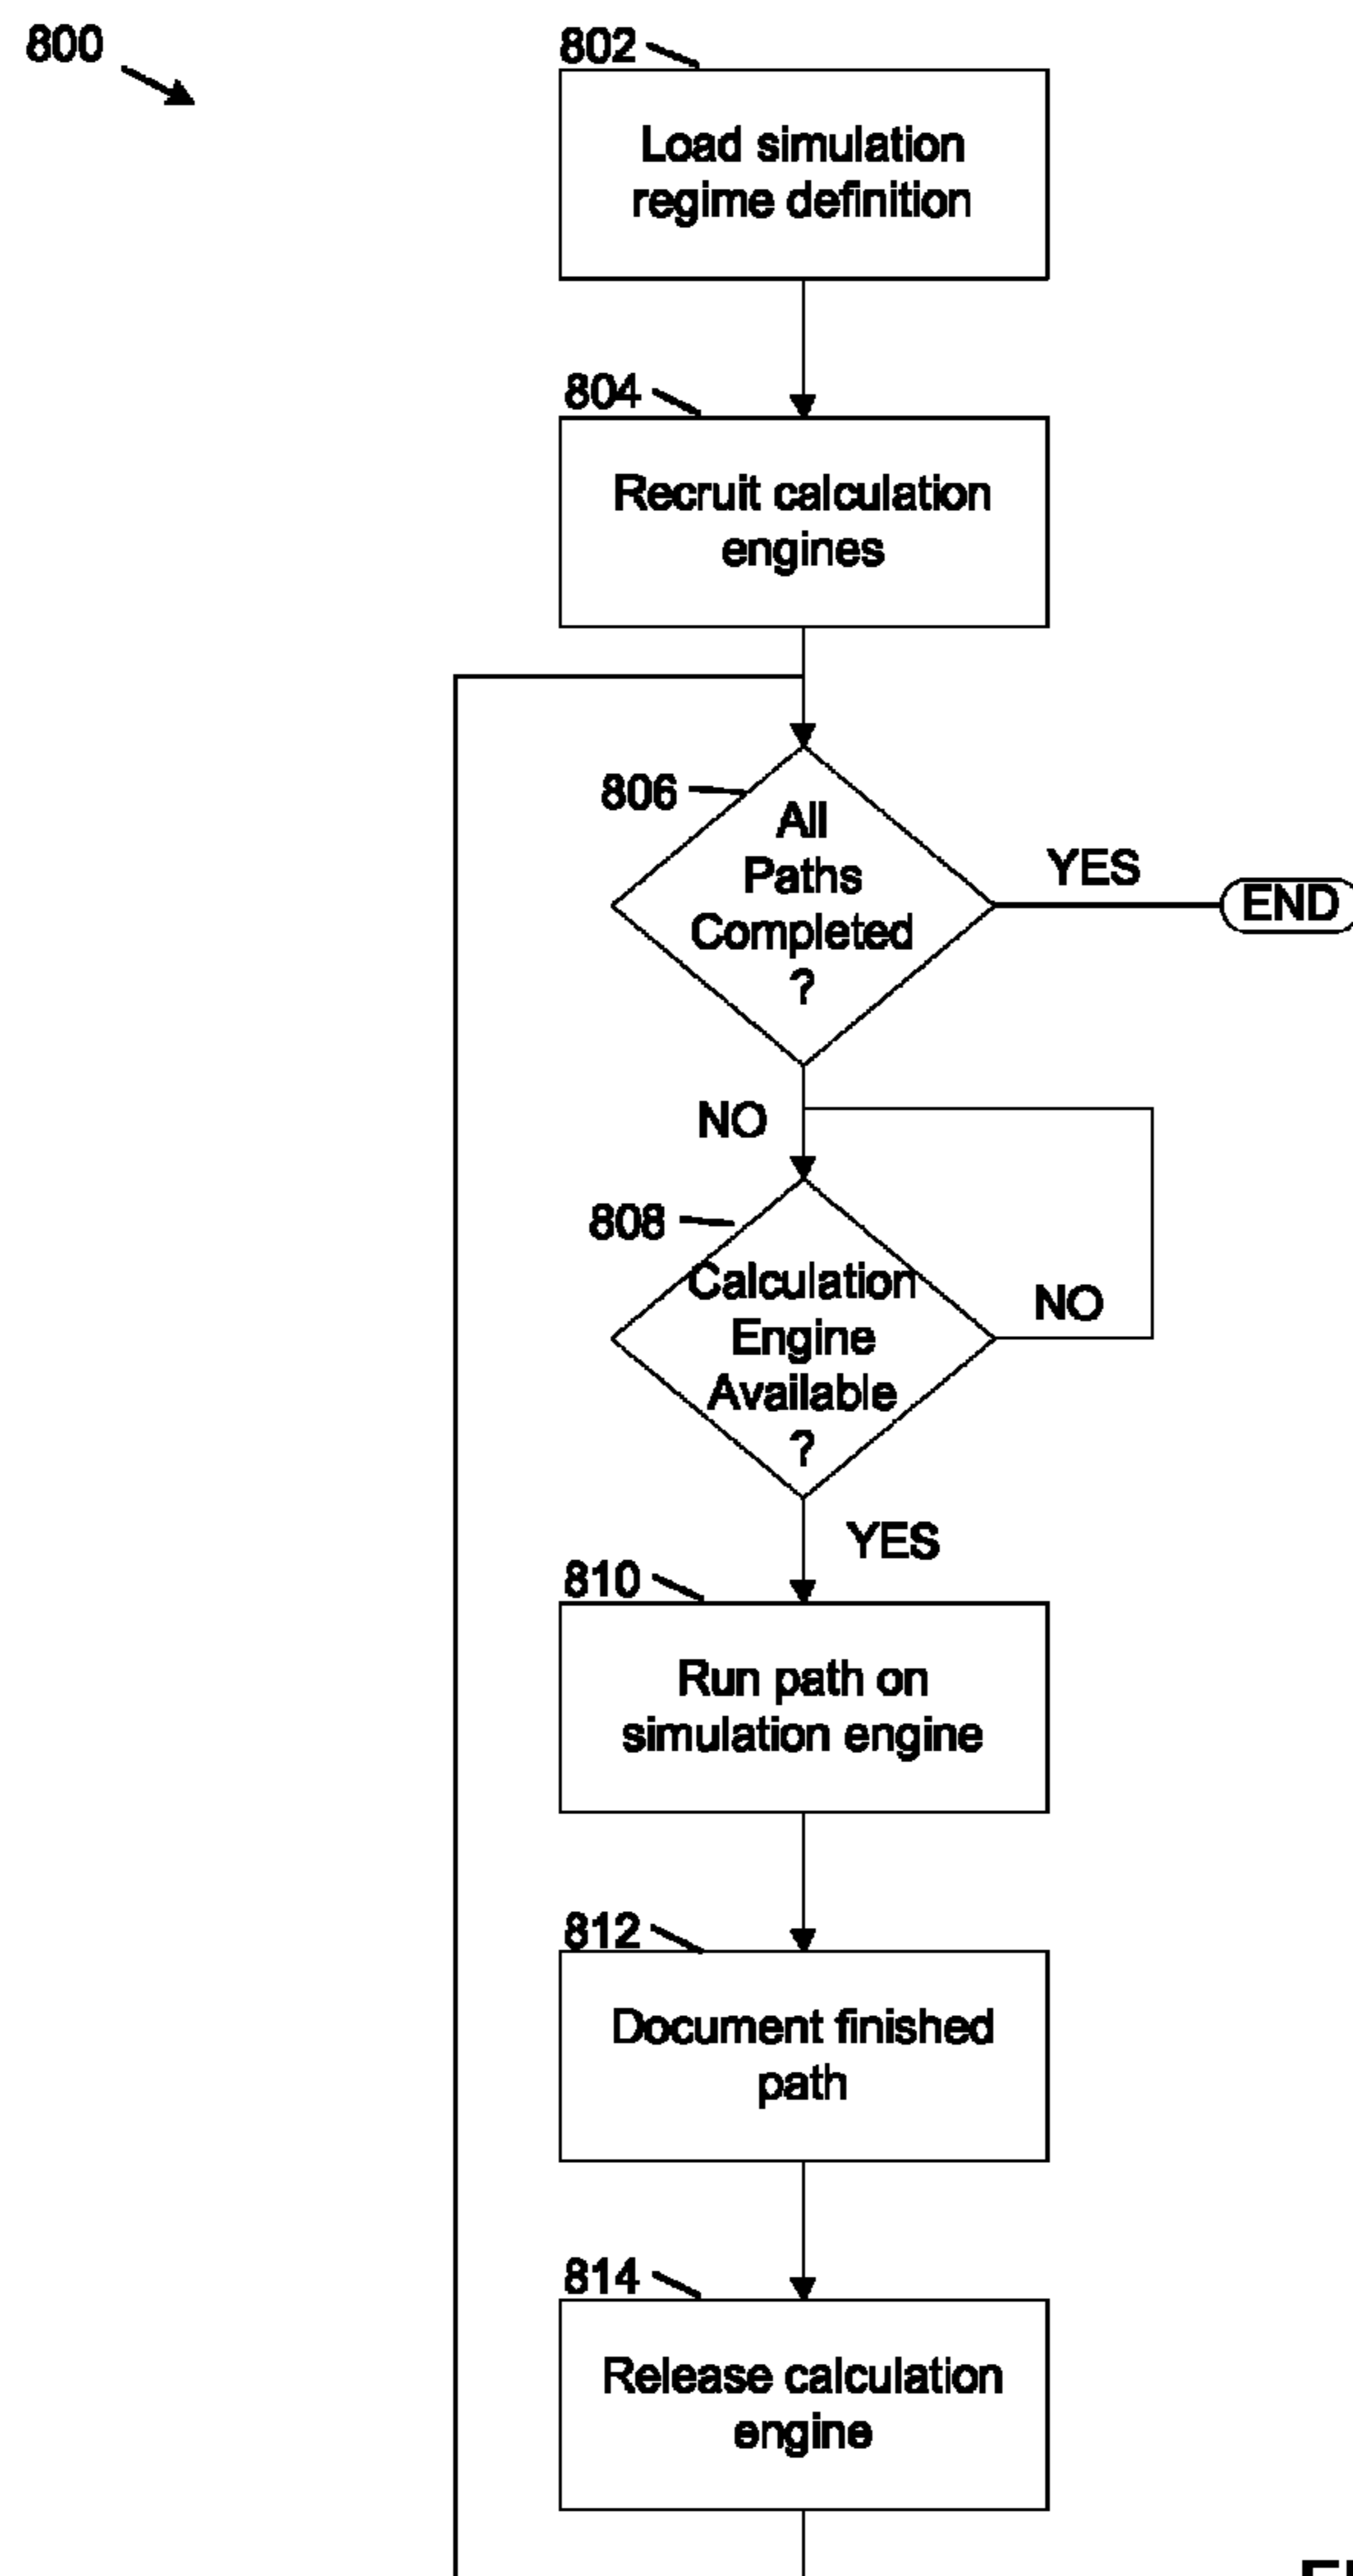 800
802
Load simulation
regime definition
804
Recruit calculation
engines
806
All
Paths
Completed
?
YES
END
NO
808
Calculation
Engine
Available
?
NO
YES
810
Run path on
simulation engine
812
Document finished
path
814
Release calculation
engine